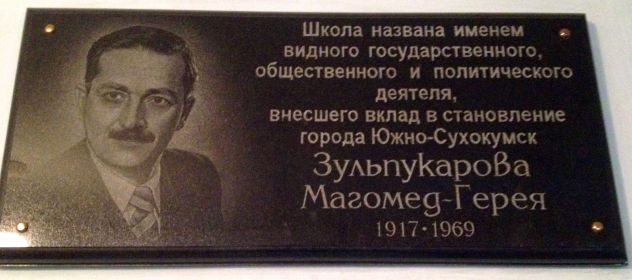 Школа названа именем
видного государственного,
общественного и политического
деятеля,
внесшего вклад в становление
города Южно-Сухокумск
Зульпукарова
Магомед-Герея
1917·1969